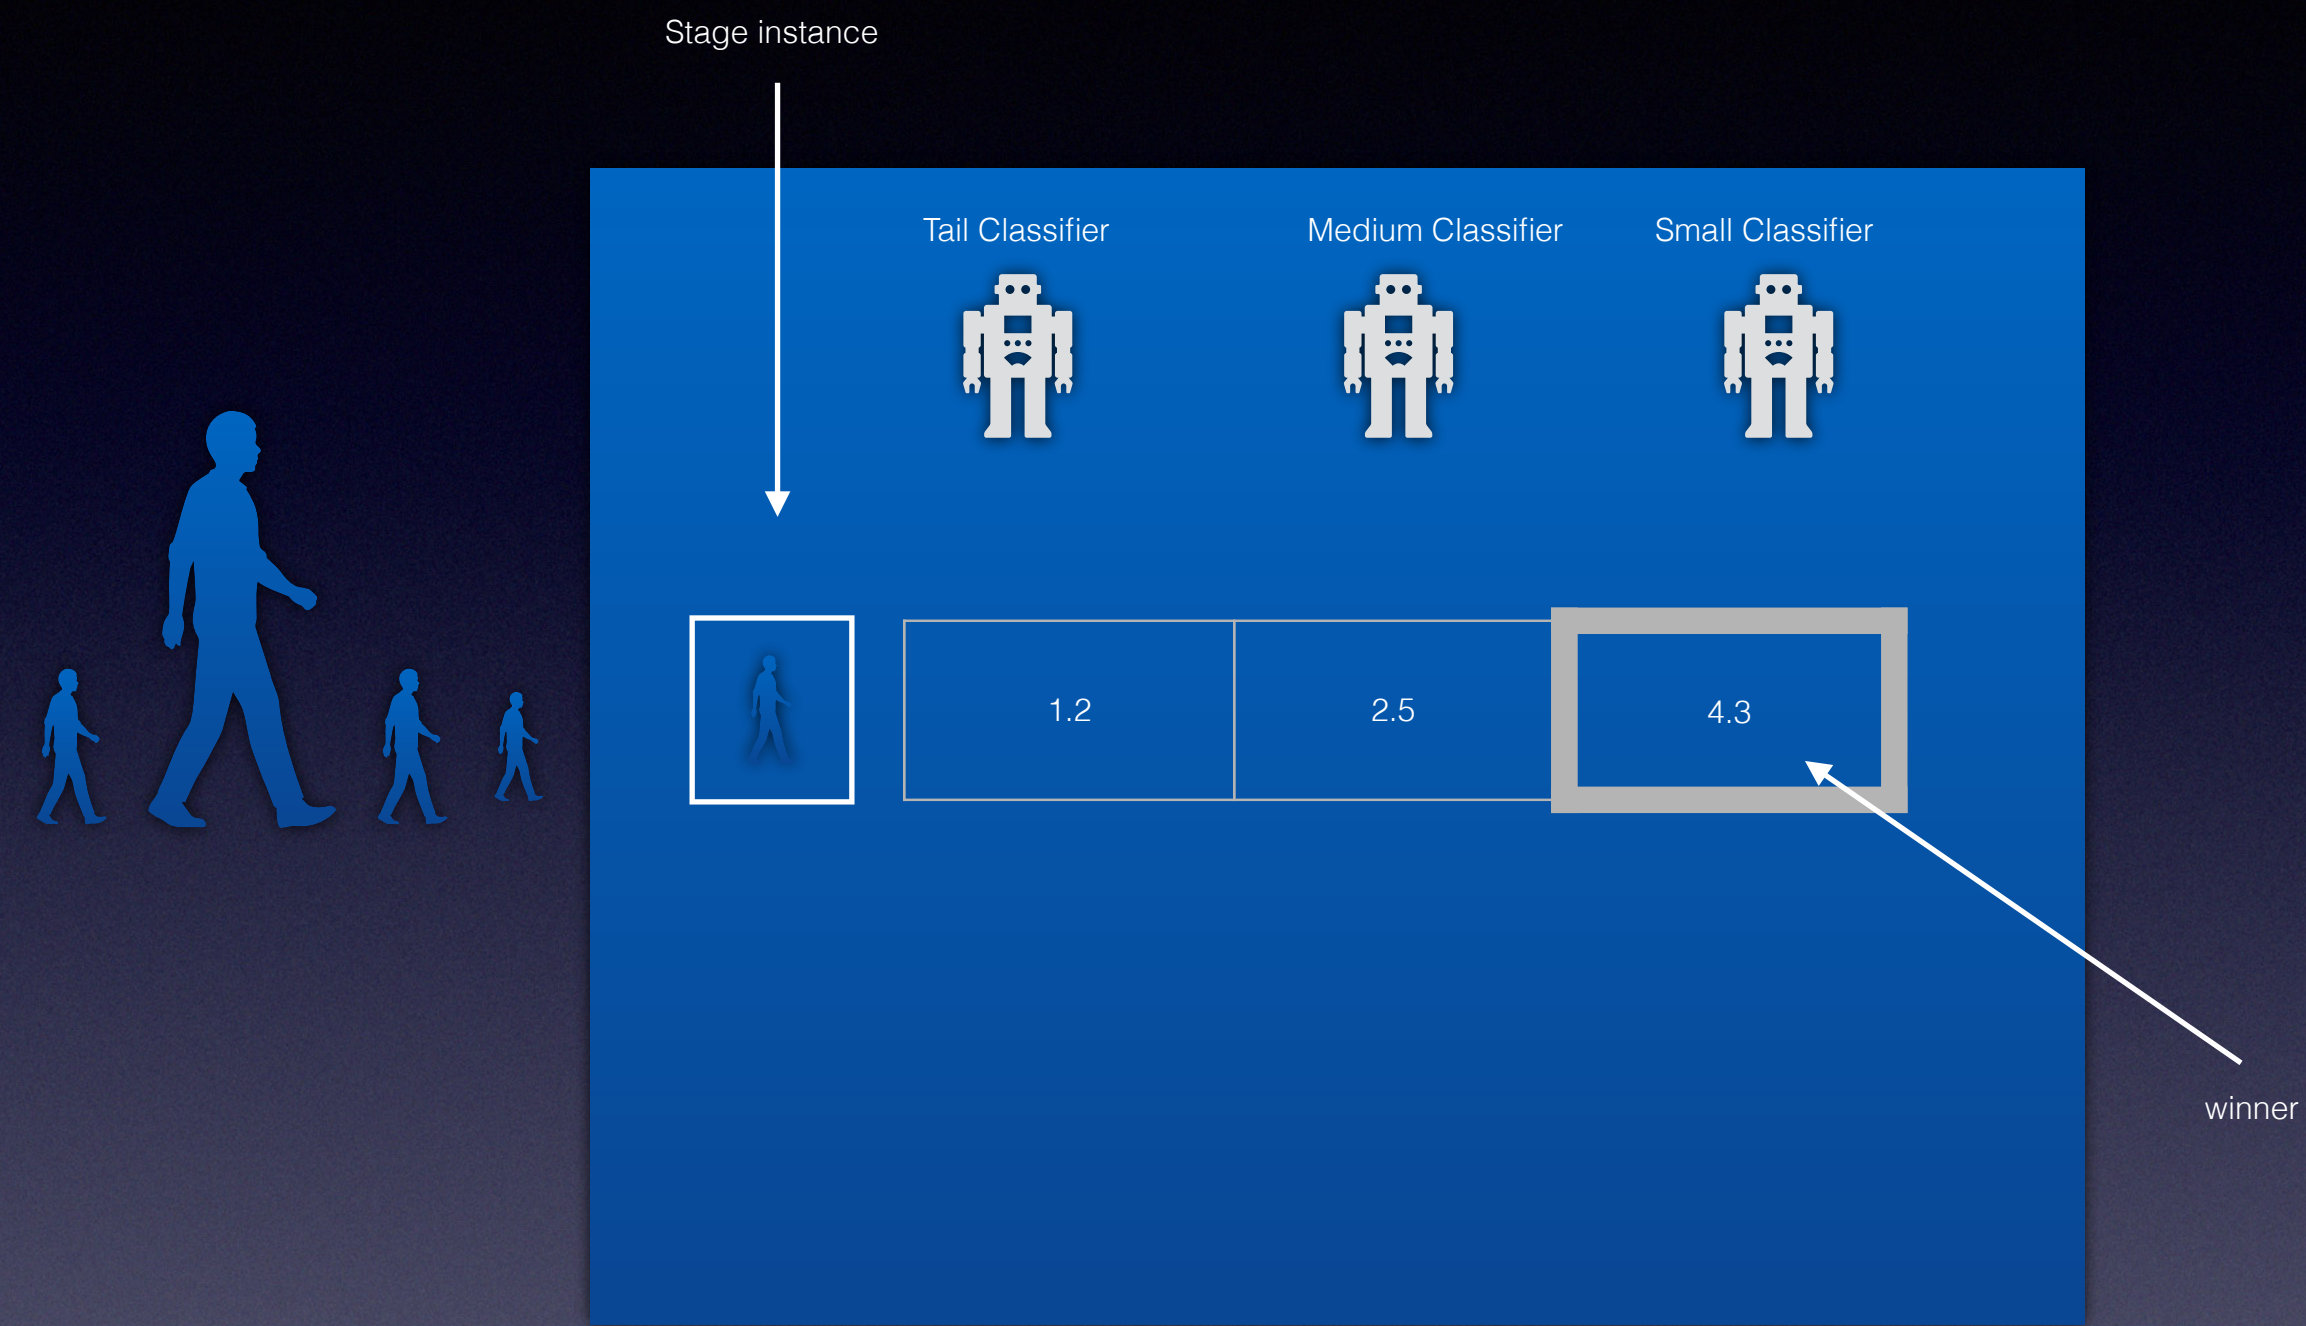 Stage instance
Tail Classifier
Medium Classifier
Small Classifier
1.2
2.5
4.3
winner